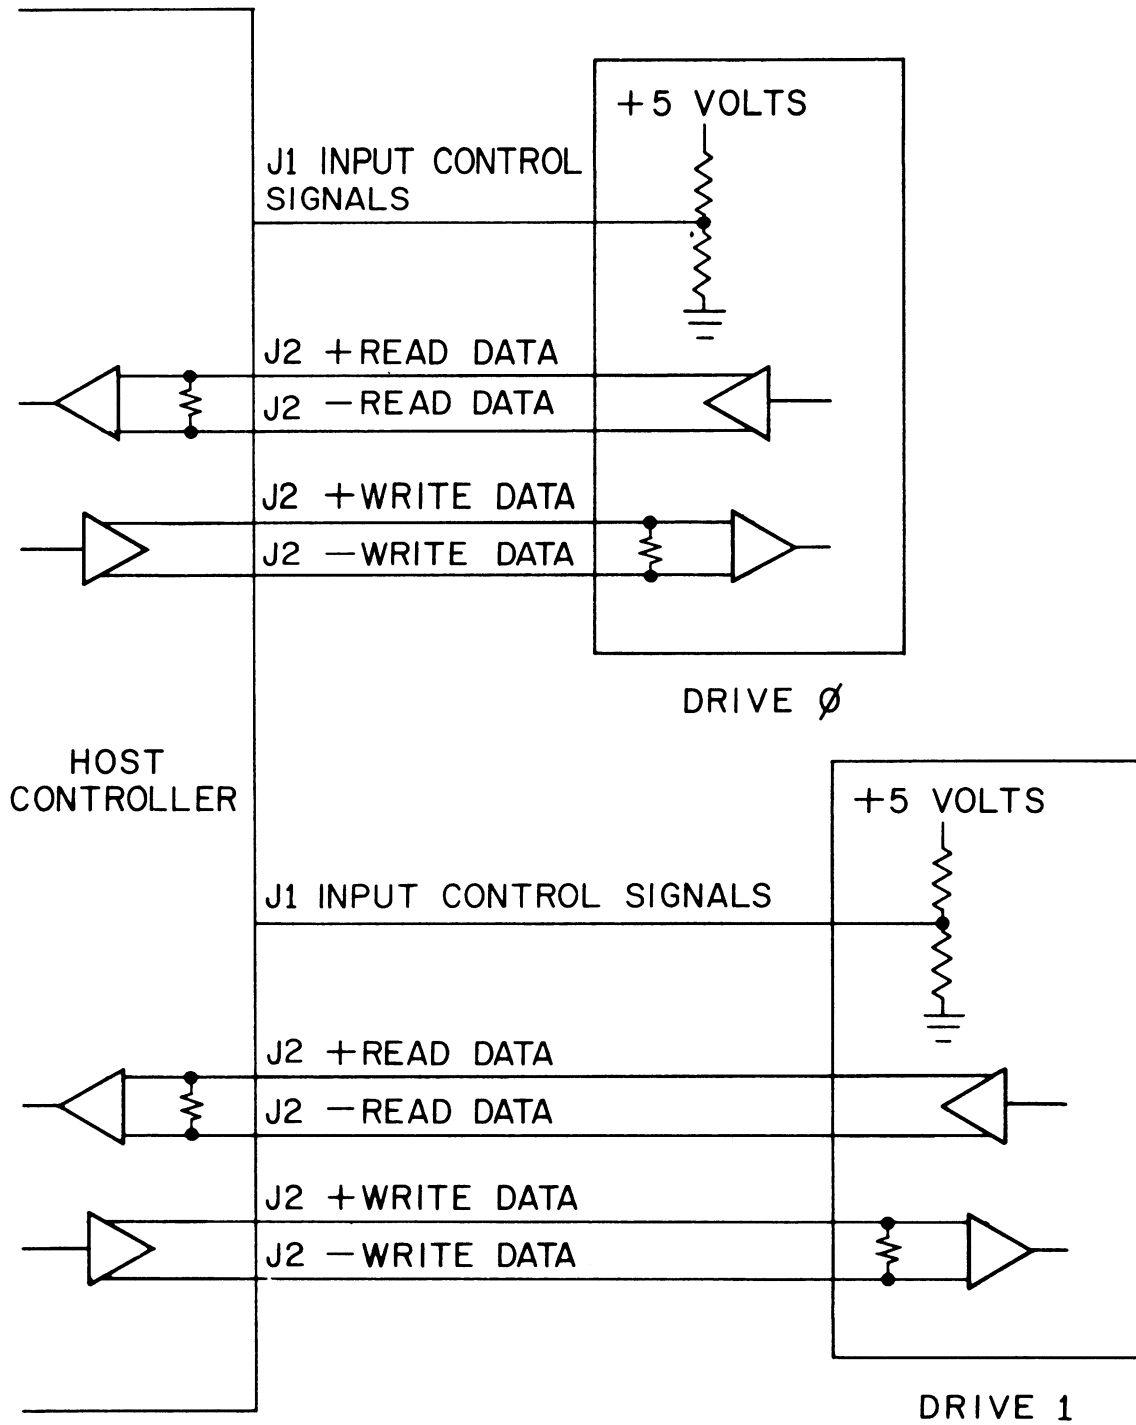 +5 VOLTS
J1 INPUT CONTROL
SIGNALS
J2 +READ DATA
J2 −READ DATA
J2 +WRITE DATA
J2 −WRITE DATA
DRIVE Ø
HOST
CONTROLLER
+5 VOLTS
J1 INPUT CONTROL SIGNALS
J2 +READ DATA
J2 −READ DATA
J2 +WRITE DATA
J2 −WRITE DATA
DRIVE 1